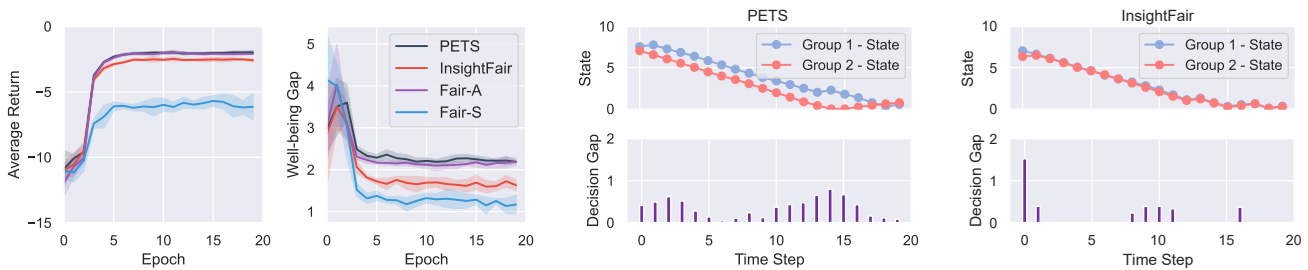 0
−5
−10
−15
Average Return
0
5
10
15
20
Epoch
5
4
3
2
1
Well-being Gap
PETS
InsightFair
Fair-A
Fair-S
0
5
10
15
20
Epoch
PETS
10
5
0
State
Group 1 - State
Group 2 - State
2
1
0
Decision Gap
0
5
10
15
20
Time Step
InsightFair
10
5
0
State
Group 1 - State
Group 2 - State
2
1
0
Decision Gap
0
5
10
15
20
Time Step